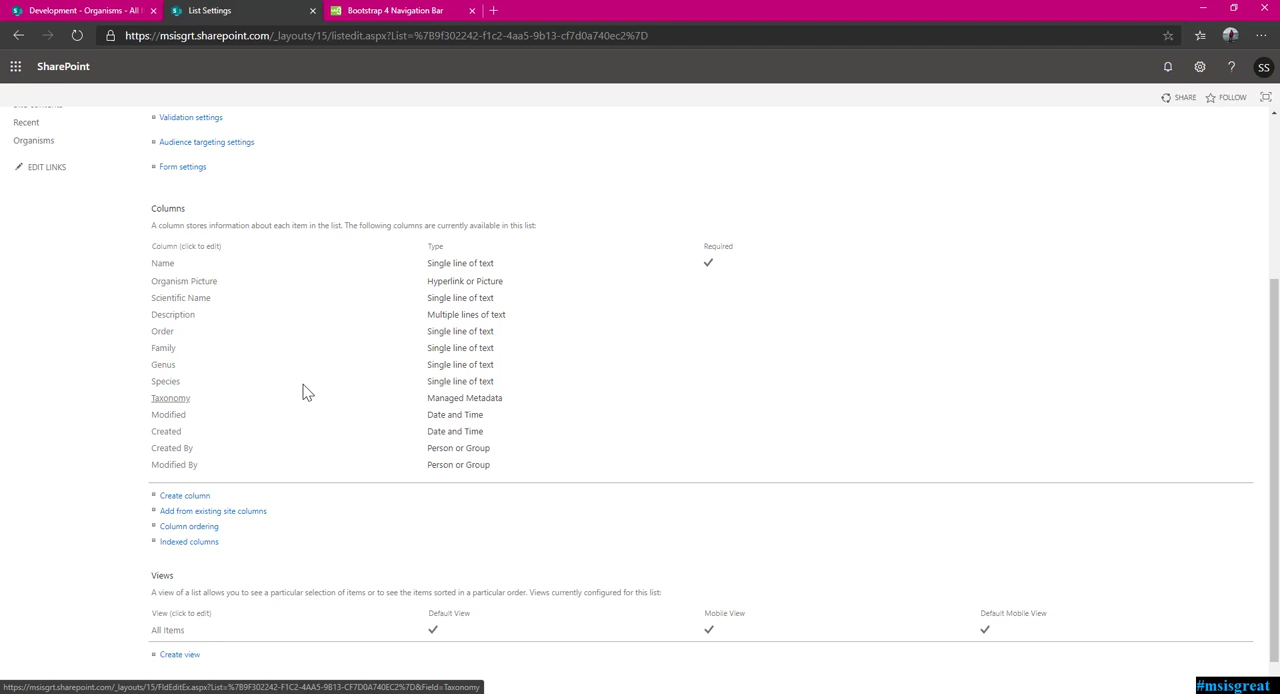 Development - Organisms - All I
List Settings
Bootstrap 4 Navigation Bar
https://msisgrt.sharepoint.com/_layouts/15/listedit.aspx?List=%7B9f302242-f1c2-4aa5-9b13-cf7d0a740ec2%7D
SharePoint
SS
SHARE
FOLLOW
Recent
Organisms
EDIT LINKS
Validation settings
Audience targeting settings
Form settings
Columns
A column stores information about each item in the list. The following columns are currently available in this list:
Column (click to edit) Type Required
Name Single line of text
Organism Picture Hyperlink or Picture
Scientific Name Single line of text
Description Multiple lines of text
Order Single line of text
Family Single line of text
Genus Single line of text
Species Single line of text
Taxonomy Managed Metadata
Modified Date and Time
Created Date and Time
Created By Person or Group
Modified By Person or Group
Create column
Add from existing site columns
Column ordering
Indexed columns
Views
A view of a list allows you to see a particular selection of items or to see the items sorted in a particular order. Views currently configured for this list:
View (click to edit) Default View Mobile View Default Mobile View
All Items
Create view
https://msisgrt.sharepoint.com/_layouts/15/FldEditEx.aspx?List=%7B9F302242-F1C2-4AA5-9B13-CF7D0A740EC2%7D&Field=Taxonomy
#msisgreat